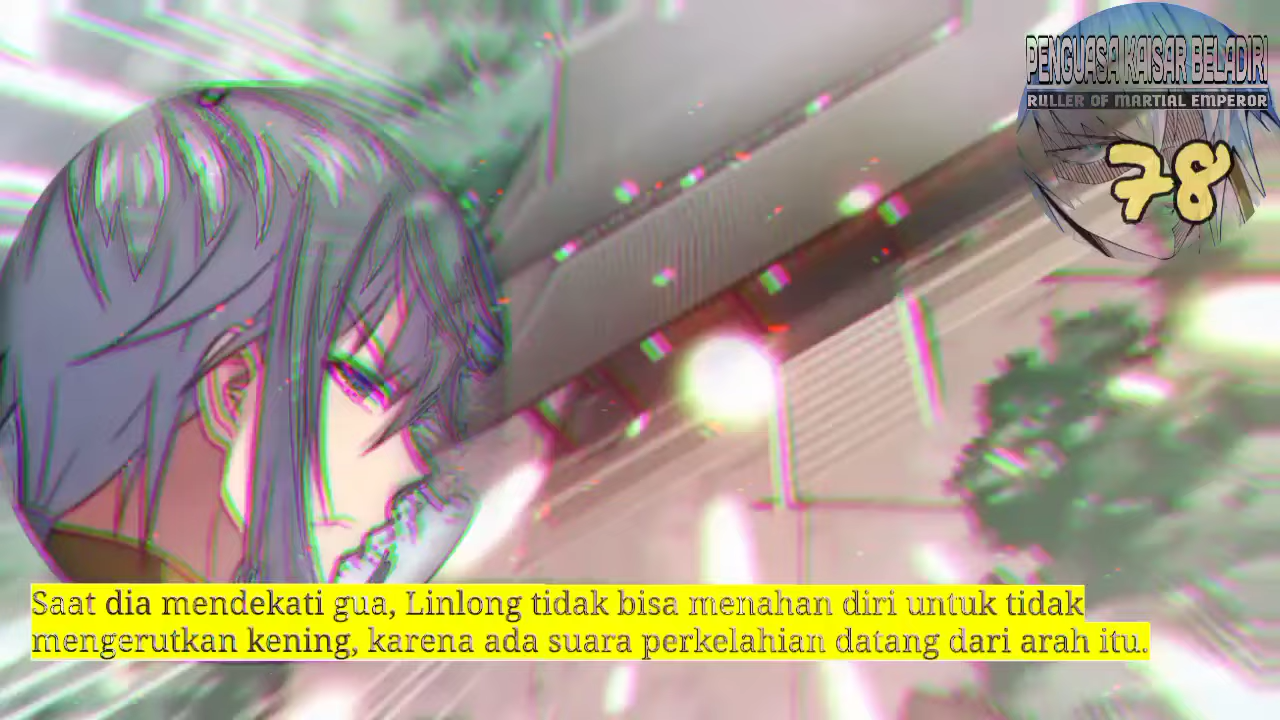 PENGUASA KAISAR BELADIRI
RULLER OF MARTIAL EMPEROR
78
Saat dia mendekati gua, Linlong tidak bisa menahan diri untuk tidak
mengerutkan kening, karena ada suara perkelahian datang dari arah itu.